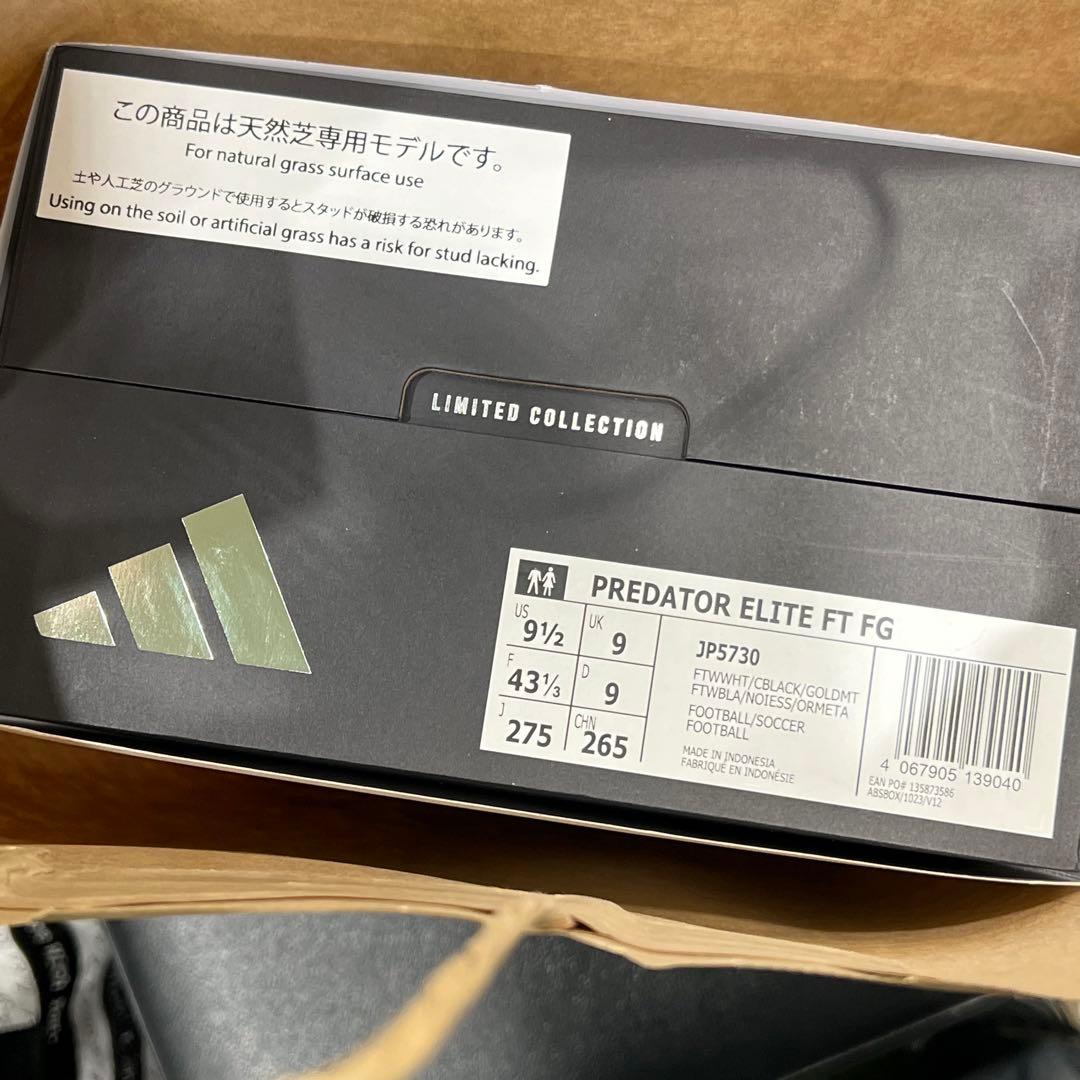 この商品は天然芝専用モデルです。
For natural grass surface use
土や人工芝のグラウンドで使用するとスタッドが破損する恐れがあります。
Using on the soil or artificial grass has a risk for stud lacking.
LIMITED COLLECTION
PREDATOR ELITE FT FG
US 9½
UK 9
F 43⅓
D 9
J 275
CHN 265
JP5730
FTWWHT/CBLACK/GOLDMT
FTWBLA/NOIESS/ORMETA
FOOTBALL/SOCCER
FOOTBALL
MADE IN INDONESIA
FABRIQUÉ EN INDONÉSIE
4 067905 139040
EAN PO# 135873586
ABSBOX/1023/V12